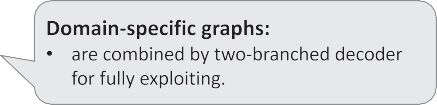 Domain-specific graphs:
• are combined by two-branched decoder
for fully exploiting.